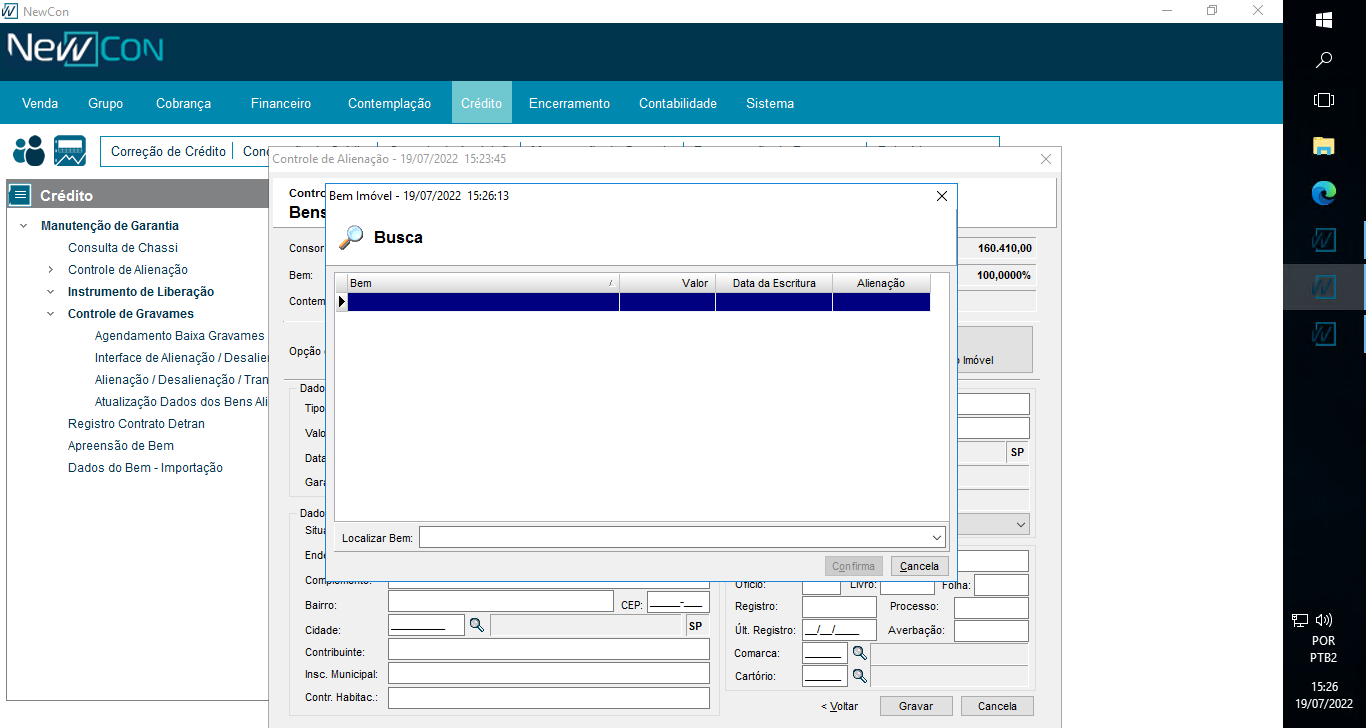 NewCon
NewCon
Venda Grupo Cobrança Financeiro Contemplação Crédito Encerramento Contabilidade Sistema
Correção de Crédito
Controle de Alienação - 19/07/2022 15:23:45
Crédito
Manutenção de Garantia
Consulta de Chassi
Controle de Alienação
Instrumento de Liberação
Controle de Gravames
Agendamento Baixa Gravames
Interface de Alienação / Desalien
Alienação / Desalienação / Tran
Atualização Dados dos Bens Ali
Registro Contrato Detran
Apreensão de Bem
Dados do Bem - Importação
Contro
Bens
Bem Imóvel - 19/07/2022 15:26:13
Busca
Bem Valor Data da Escritura Alienação
Localizar Bem:
Confirma Cancela
Consor 160.410,00
Bem: 100,0000%
Contem
Opção o Imóvel
Dado
Tipo
Valo
Data SP
Gara
Dado
Situa
Ende
Complemento:
Bairro: CEP: _____-___
Cidade: SP
Contribuinte:
Insc. Municipal:
Contr. Habitac.:
Ofício: Livro: Folha:
Registro: Processo:
Últ. Registro: __/__/____ Averbação:
Comarca:
Cartório:
< Voltar Gravar Cancela
POR
PTB2
15:26
19/07/2022